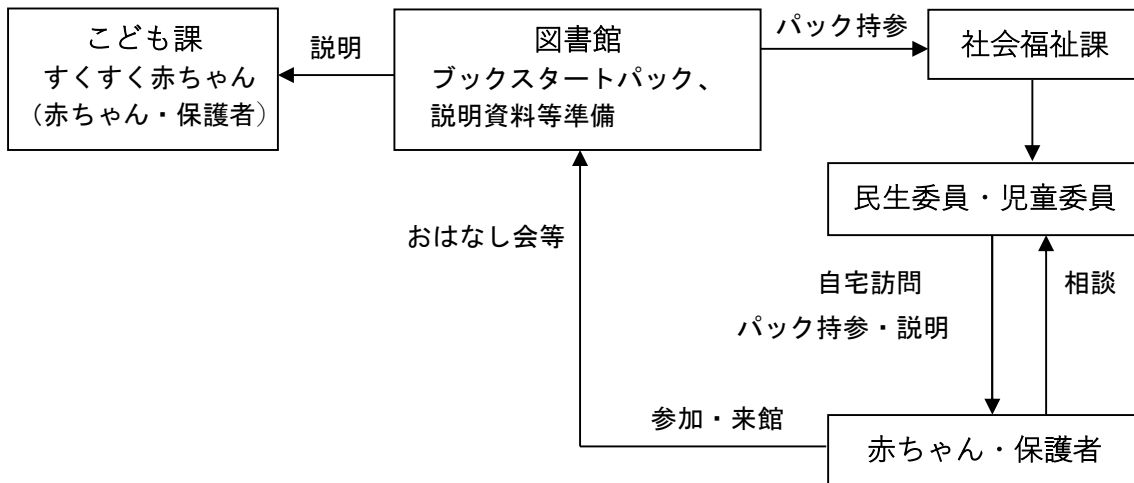 こども課
すくすく赤ちゃん
(赤ちゃん・保護者)
説明
図書館
ブックスタートパック、
説明資料等準備
パック持参
社会福祉課
民生委員・児童委員
おはなし会等
自宅訪問
パック持参・説明
相談
参加・来館
赤ちゃん・保護者